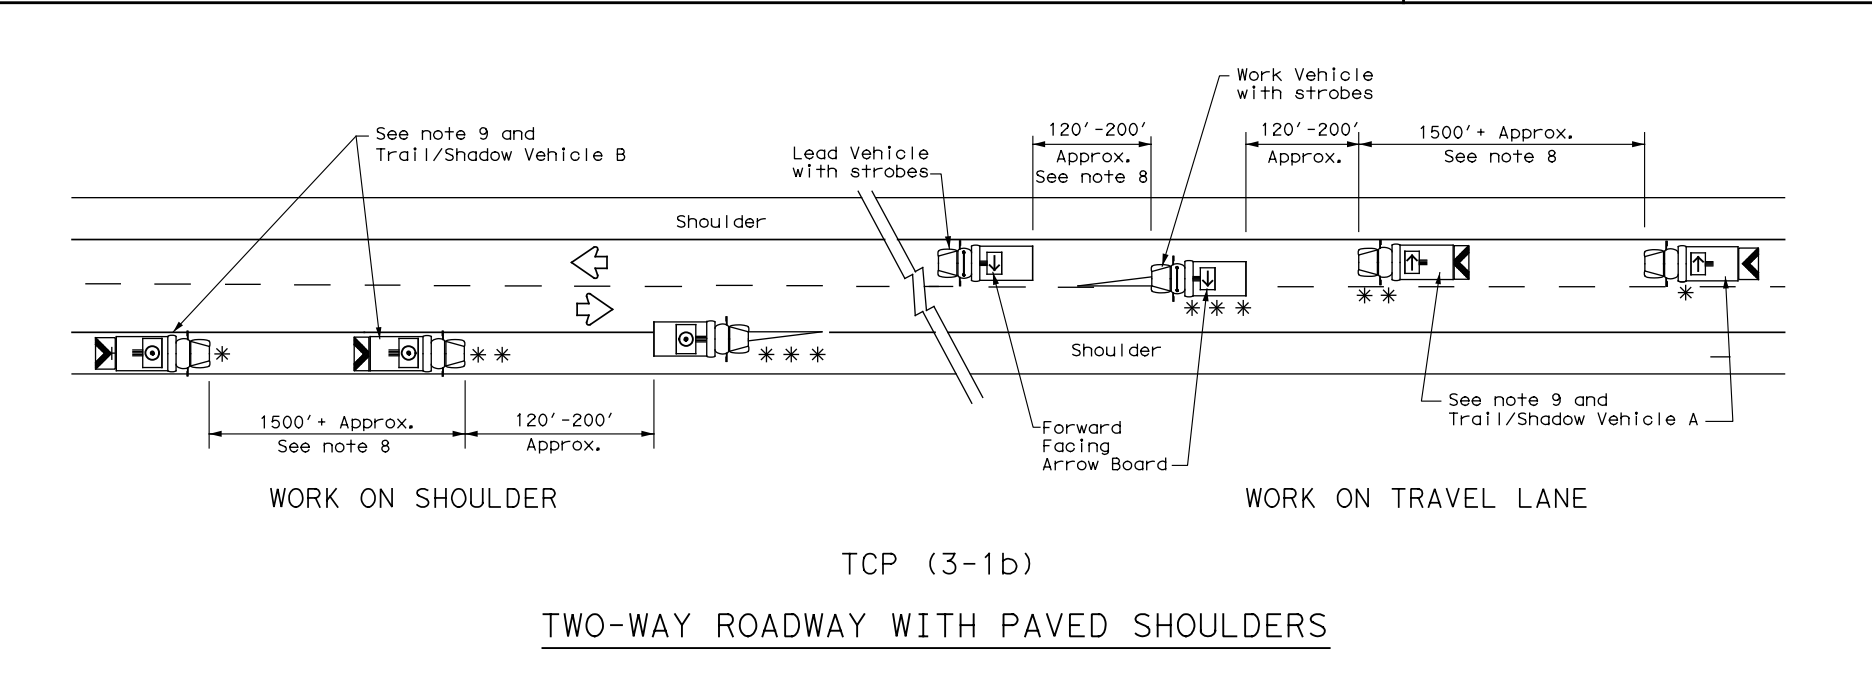 Work Vehicle
with strobes
See note 9 and
Trail/Shadow Vehicle B
Lead Vehicle
with strobes
120'-200'
Approx.
See note 8
120'-200'
Approx.
1500'+ Approx.
See note 8
Shoulder
* * *
* *
*
*
* *
* * *
Shoulder
1500'+ Approx.
See note 8
120'-200'
Approx.
Forward
Facing
Arrow Board
See note 9 and
Trail/Shadow Vehicle A
WORK ON SHOULDER
WORK ON TRAVEL LANE
TCP (3-1b)
TWO-WAY ROADWAY WITH PAVED SHOULDERS